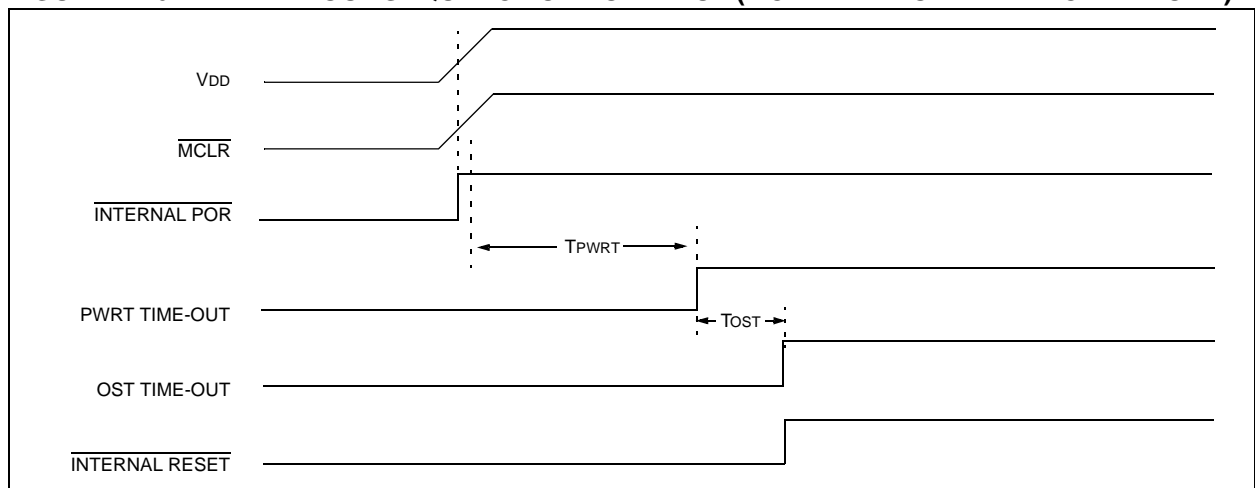 VDD
MCLR
INTERNAL POR
TPWRT
PWRT TIME-OUT
TOST
OST TIME-OUT
INTERNAL RESET